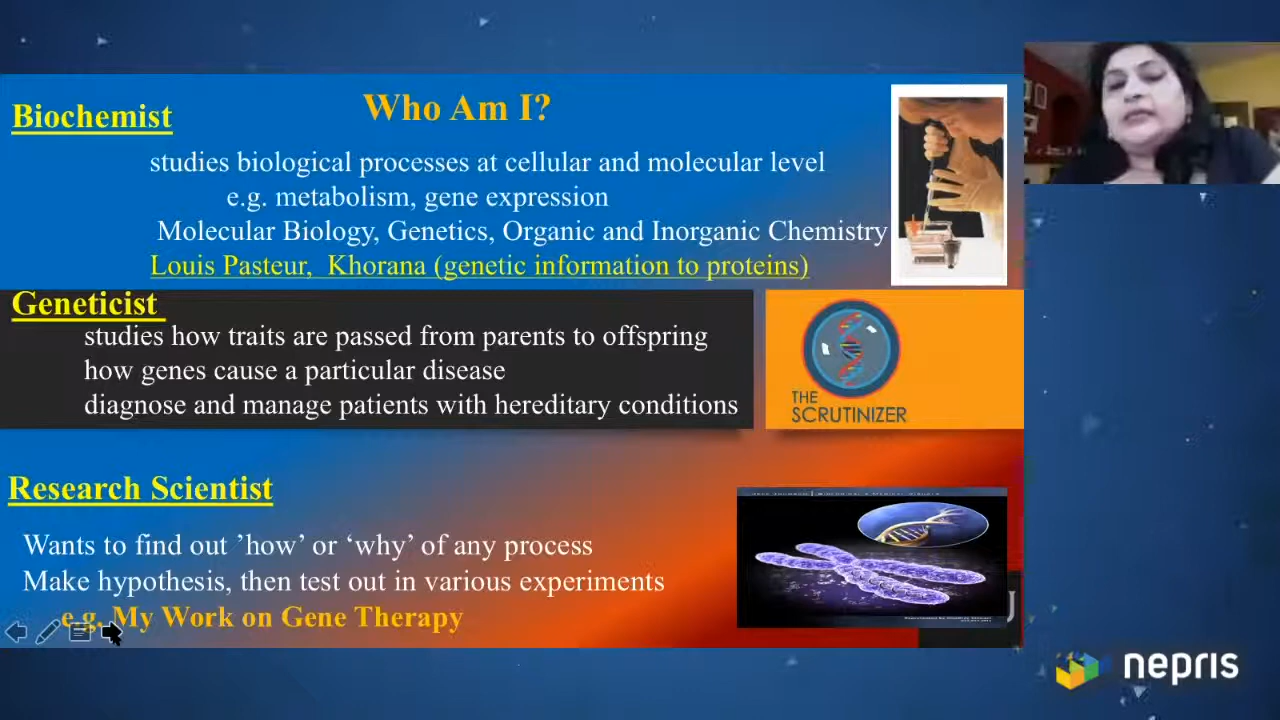 Who Am I?
Biochemist
studies biological processes at cellular and molecular level
e.g. metabolism, gene expression
Molecular Biology, Genetics, Organic and Inorganic Chemistry
Louis Pasteur, Khorana (genetic information to proteins)
Geneticist
studies how traits are passed from parents to offspring
how genes cause a particular disease
diagnose and manage patients with hereditary conditions
THE
SCRUTINIZER
Research Scientist
Wants to find out ’how’ or ‘why’ of any process
Make hypothesis, then test out in various experiments
e.g. My Work on Gene Therapy
U
nepris